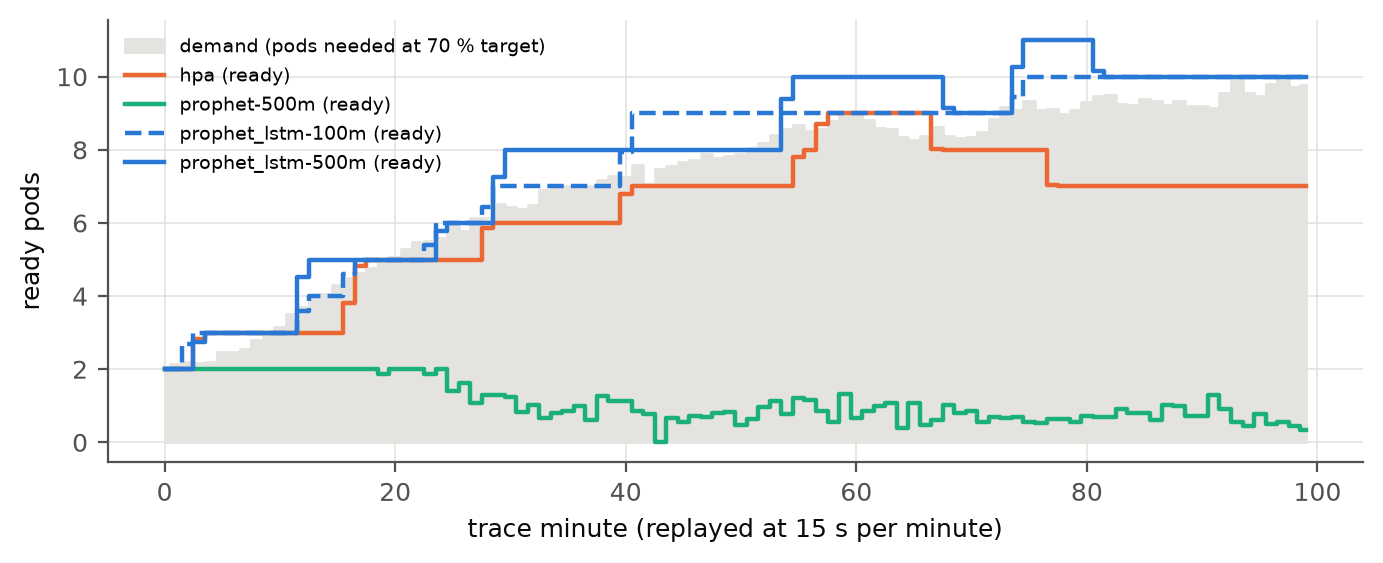 demand (pods needed at 70 % target)
hpa (ready)
prophet-500m (ready)
prophet_lstm-100m (ready)
prophet_lstm-500m (ready)
ready pods
10
8
6
4
2
0
0 20 40 60 80 100
trace minute (replayed at 15 s per minute)